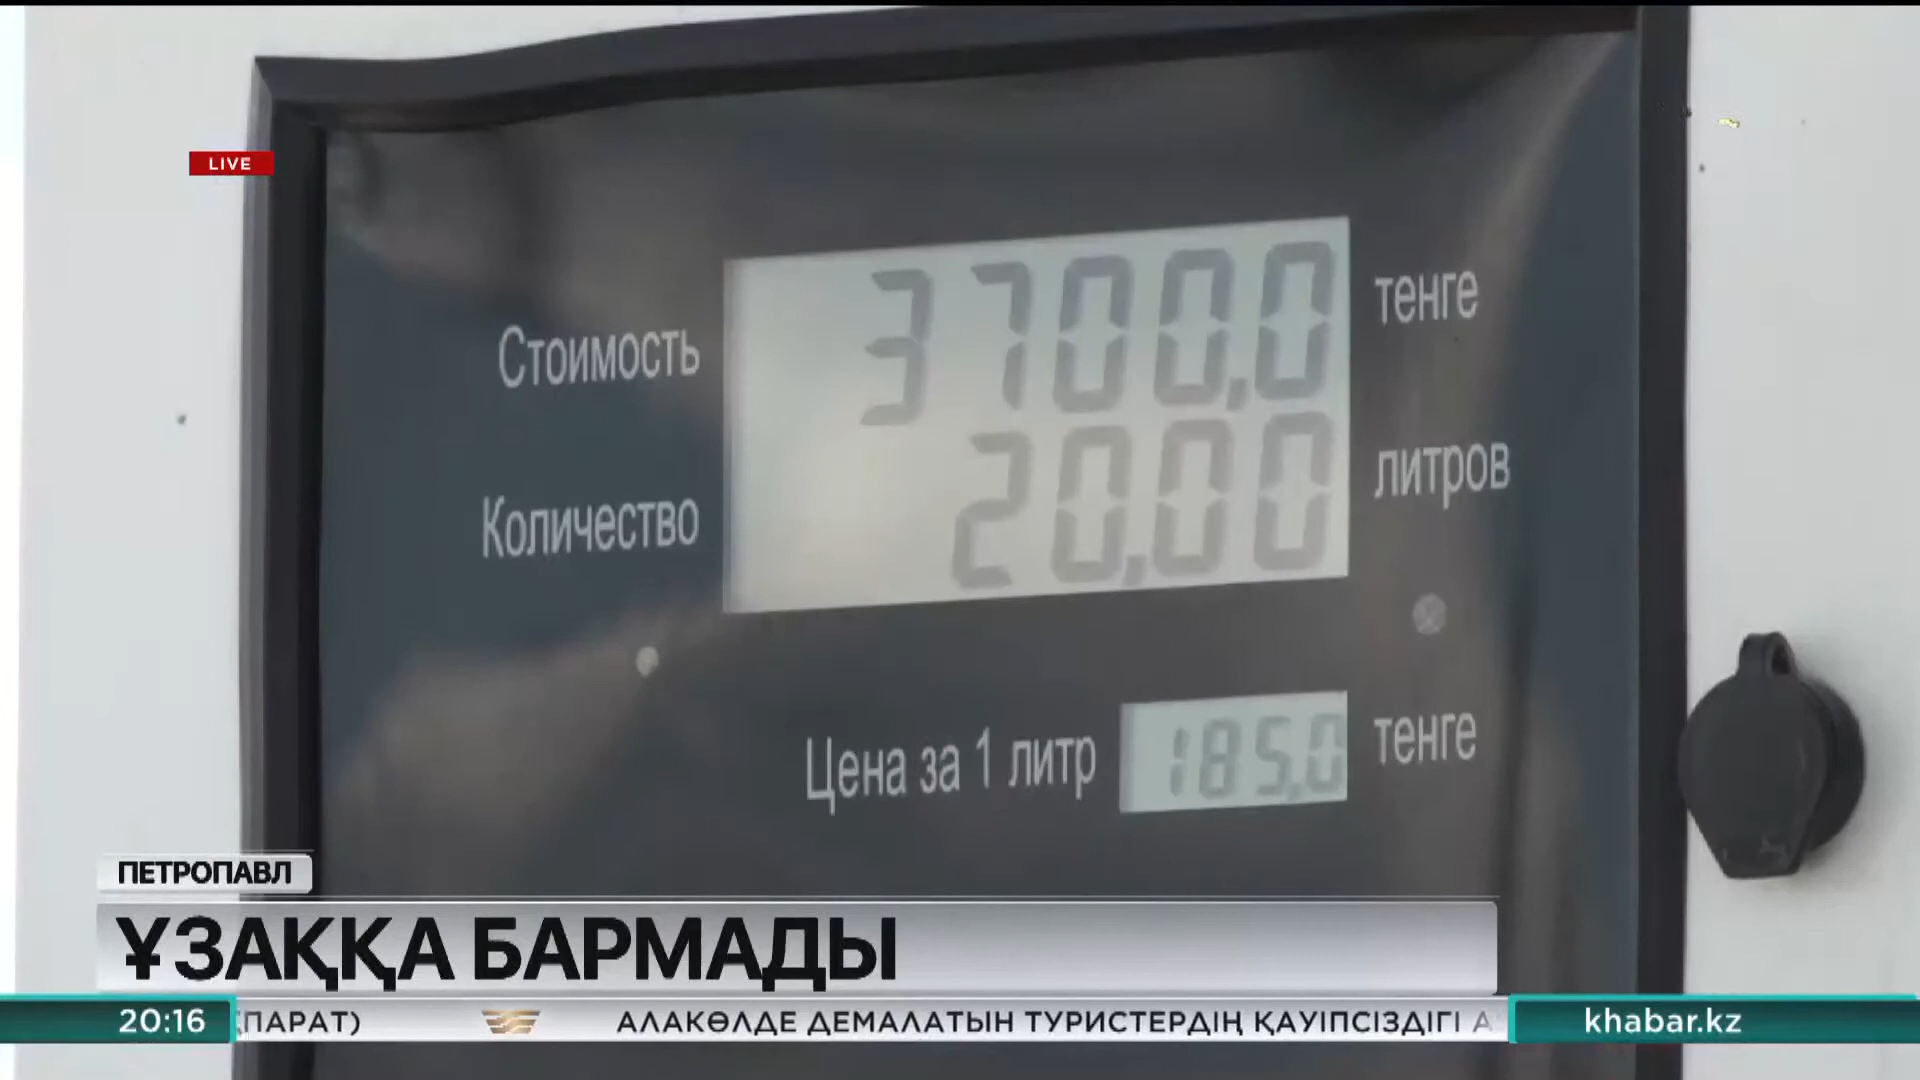 LIVE
Стоимость 3700,0 тенге
Количество 20,00 литров
Цена за 1 литр 185,0 тенге
ПЕТРОПАВЛ
ҰЗАҚҚА БАРМАДЫ
20:16 ПАРАТ) АЛАКӨЛДЕ ДЕМАЛАТЫН ТУРИСТЕРДІҢ ҚАУІПСІЗДІГІ khabar.kz